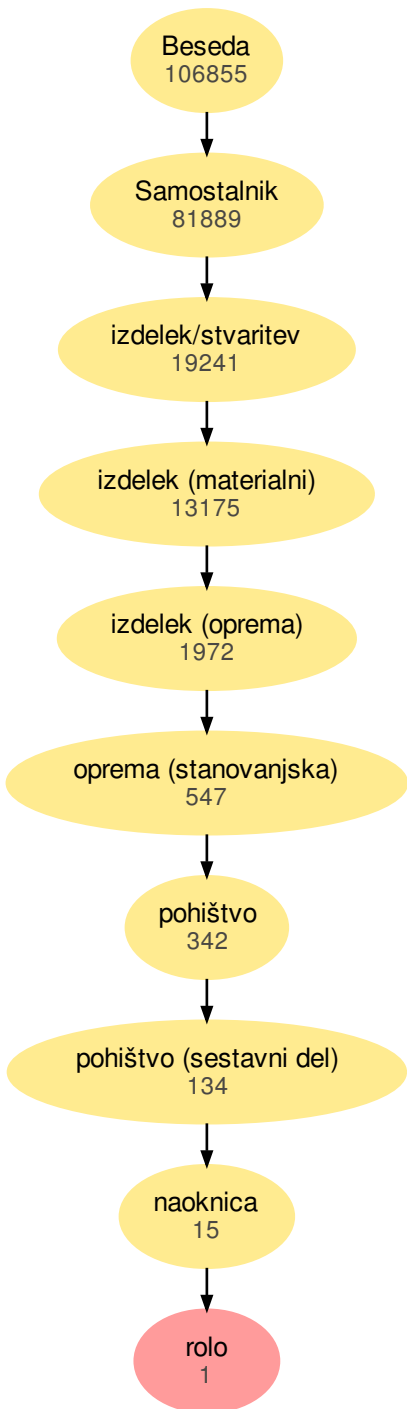 Beseda
106855
Samostalnik
81889
izdelek/stvaritev
19241
izdelek (materialni)
13175
izdelek (oprema)
1972
oprema (stanovanjska)
547
pohištvo
342
pohištvo (sestavni del)
134
naoknica
15
rolo
1